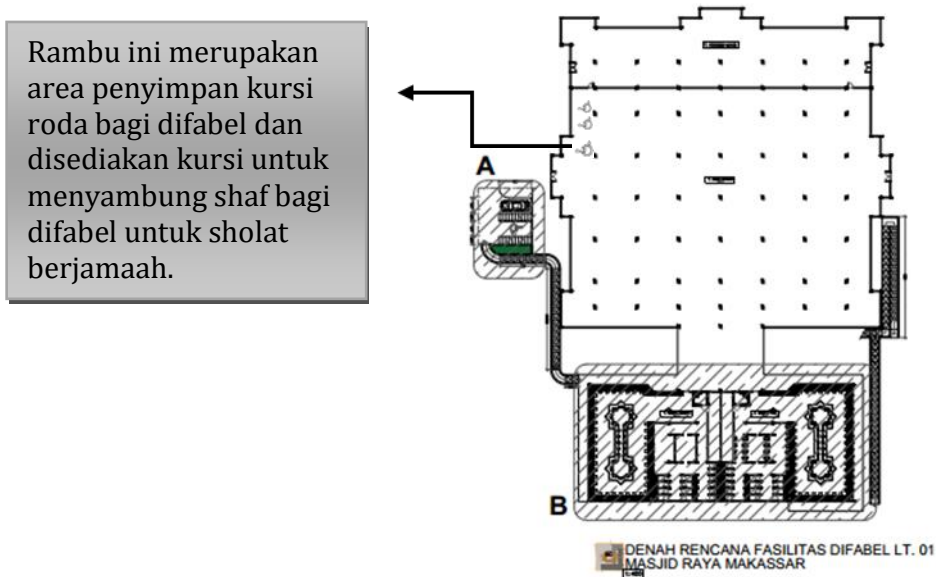 Rambu ini merupakan
area penyimpan kursi
roda bagi difabel dan
disediakan kursi untuk
menyambung shaf bagi
difabel untuk sholat
berjamaah.
A
B
DENAH RENCANA FASILITAS DIFABEL LT. 01
MASJID RAYA MAKASSAR